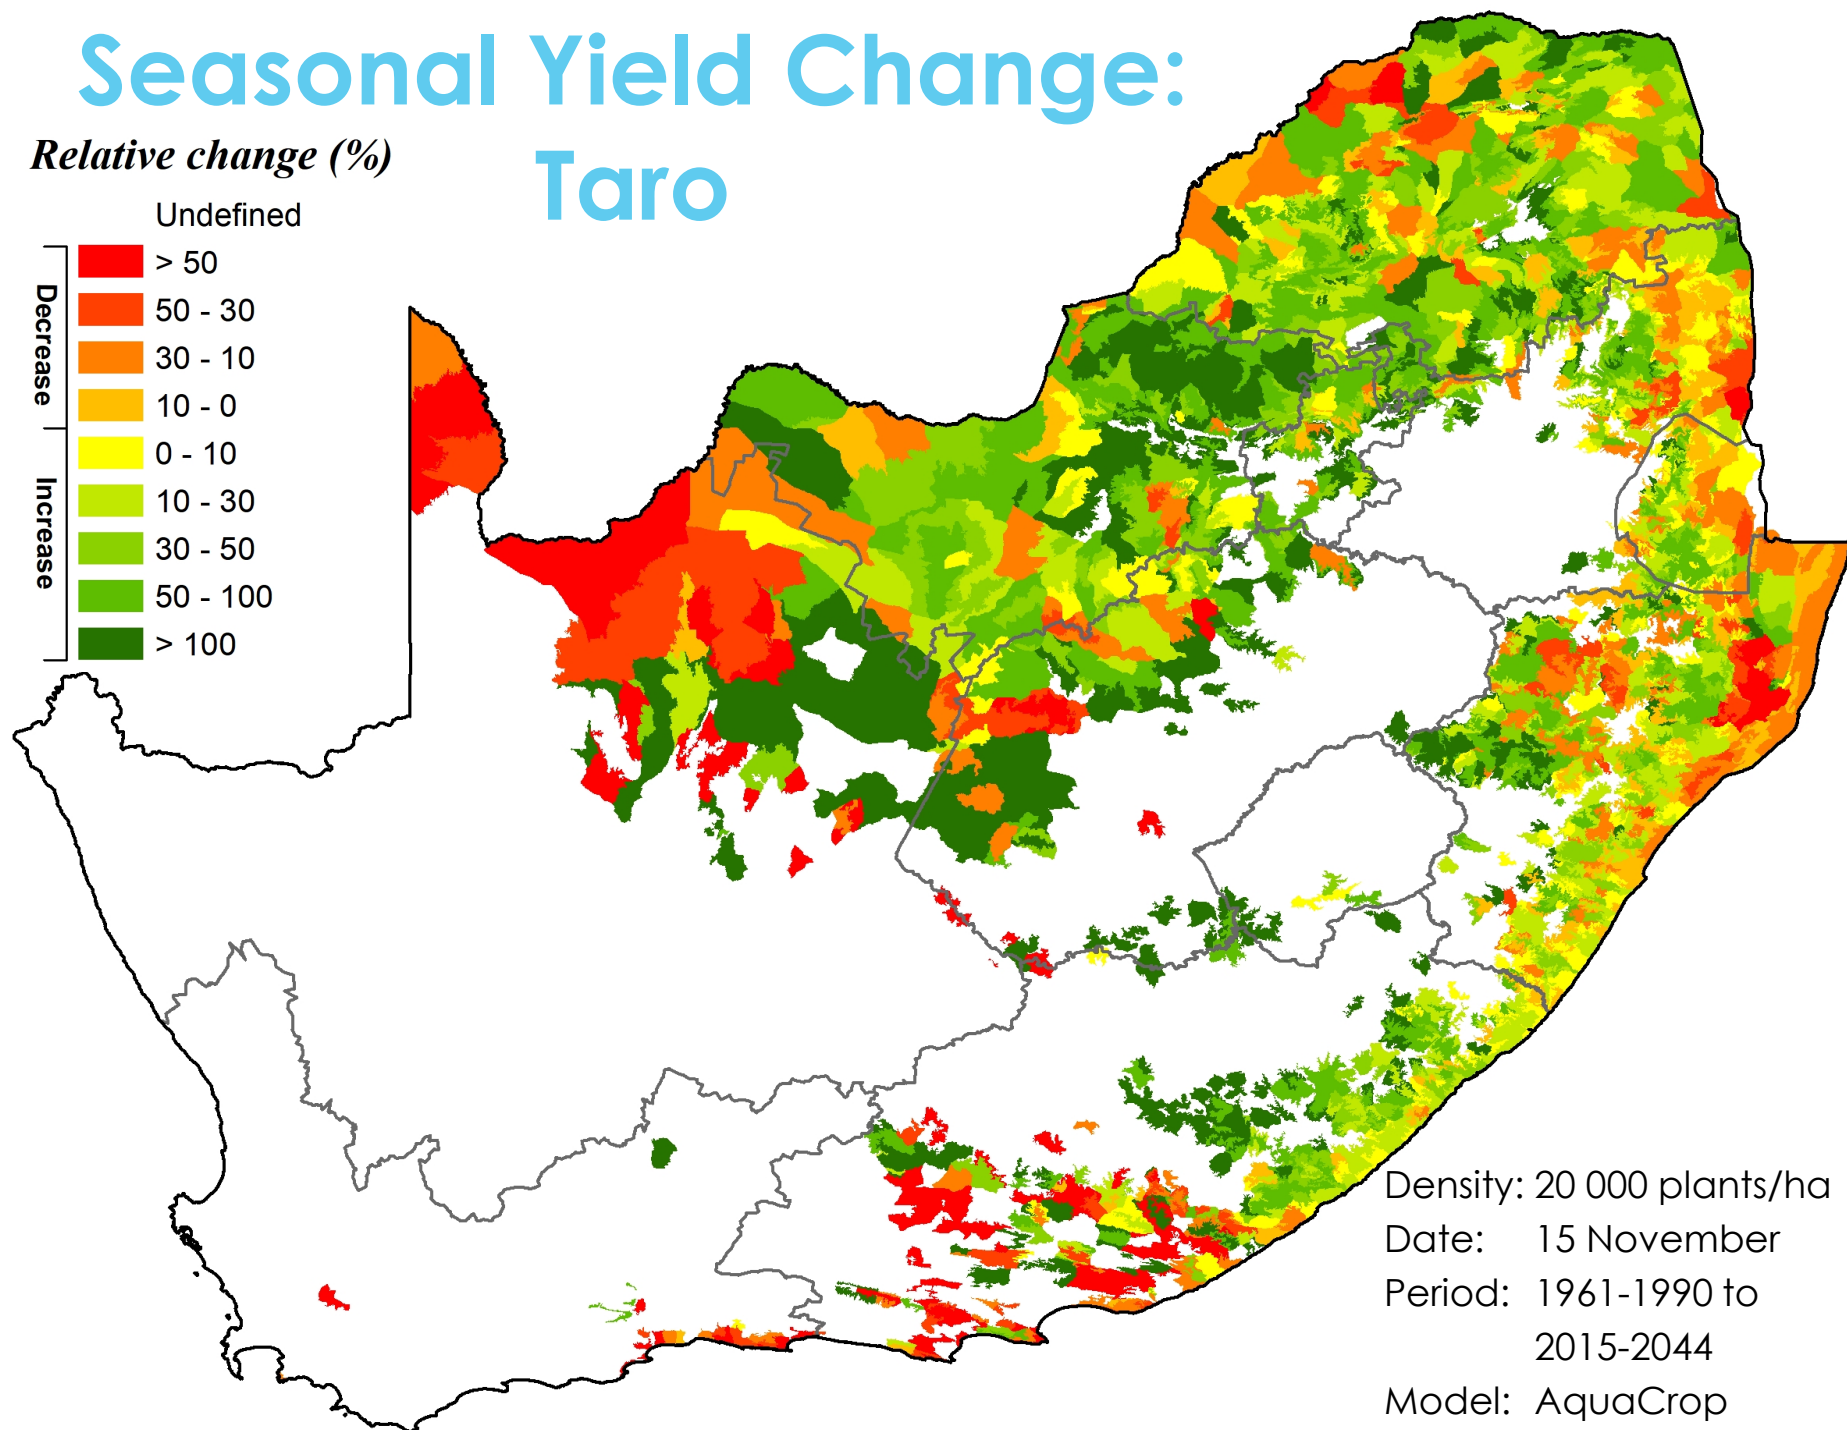 Seasonal Yield Change:
Taro
Relative change (%)
Undefined
Decrease
> 50
50 - 30
30 - 10
10 - 0
Increase
0 - 10
10 - 30
30 - 50
50 - 100
> 100
Density: 20 000 plants/ha
Date: 15 November
Period: 1961-1990 to
2015-2044
Model: AquaCrop